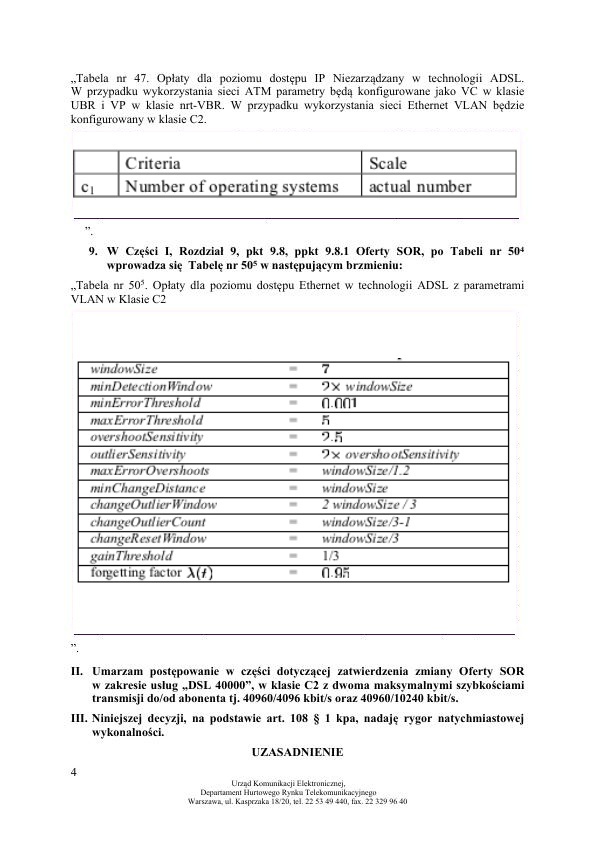 „Tabela nr 47. Opłaty dla poziomu dostępu IP Niezarządzany w technologii ADSL.
W przypadku wykorzystania sieci ATM parametry będą konfigurowane jako VC w klasie
UBR i VP w klasie nrt-VBR. W przypadku wykorzystania sieci Ethernet VLAN będzie
konfigurowany w klasie C2.
Criteria Scale
c₁ Number of operating systems actual number
”.
9. W Części I, Rozdział 9, pkt 9.8, ppkt 9.8.1 Oferty SOR, po Tabeli nr 50⁴
wprowadza się Tabelę nr 50⁵ w następującym brzmieniu:
„Tabela nr 50⁵. Opłaty dla poziomu dostępu Ethernet w technologii ADSL z parametrami
VLAN w Klasie C2
windowSize = 7
minDetectionWindow = 2× windowSize
minErrorThreshold = 0.001
maxErrorThreshold = 5
overshootSensitivity = 2.5
outlierSensitivity = 2× overshootSensitivity
maxErrorOvershoots = windowSize/1.2
minChangeDistance = windowSize
changeOutlierWindow = 2 windowSize / 3
changeOutlierCount = windowSize/3-1
changeResetWindow = windowSize/3
gainThreshold = 1/3
forgetting factor λ(t) = 0.95
”.
II. Umarzam postępowanie w części dotyczącej zatwierdzenia zmiany Oferty SOR
w zakresie usług „DSL 40000”, w klasie C2 z dwoma maksymalnymi szybkościami
transmisji do/od abonenta tj. 40960/4096 kbit/s oraz 40960/10240 kbit/s.
III. Niniejszej decyzji, na podstawie art. 108 § 1 kpa, nadaję rygor natychmiastowej
wykonalności.
UZASADNIENIE
4
Urząd Komunikacji Elektronicznej,
Departament Hurtowego Rynku Telekomunikacyjnego
Warszawa, ul. Kasprzaka 18/20, tel. 22 53 49 440, fax. 22 329 96 40